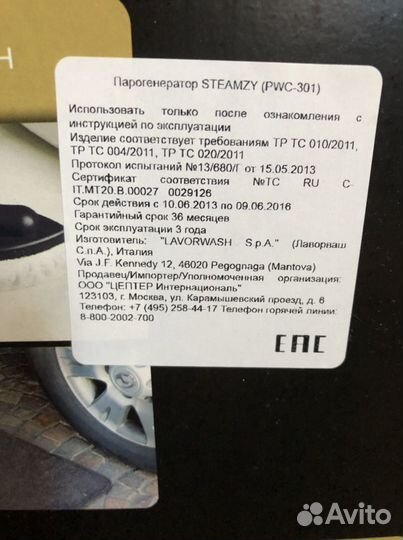 Н
Парогенератор STEAMZY (PWC-301)
Использовать только после ознакомления с
инструкцией по эксплуатации
Изделие соответствует требованиям ТР ТС 010/2011,
ТР ТС 004/2011, ТР ТС 020/2011
Протокол испытаний №13/680/Т от 15.05.2013
Сертификат соответствия №ТС RU С-
IT.МТ20.В.00027 0029126
Срок действия с 10.06.2013 по 09.06.2016
Гарантийный срок 36 месяцев
Срок эксплуатации 3 года
Изготовитель: "LAVORWASH S.p.A." (Лаворваш
С.п.А.), Италия
Via J.F. Kennedy 12, 46020 Pegognaga (Mantova)
Продавец/Импортер/Уполномоченная организация:
ООО "ЦЕПТЕР Интернациональ"
123103, г. Москва, ул. Карамышевский проезд, д. 6
Телефон: +7 (495) 258-44-17 Телефон горячей линии:
8-800-2002-700
ЕАС
Avito